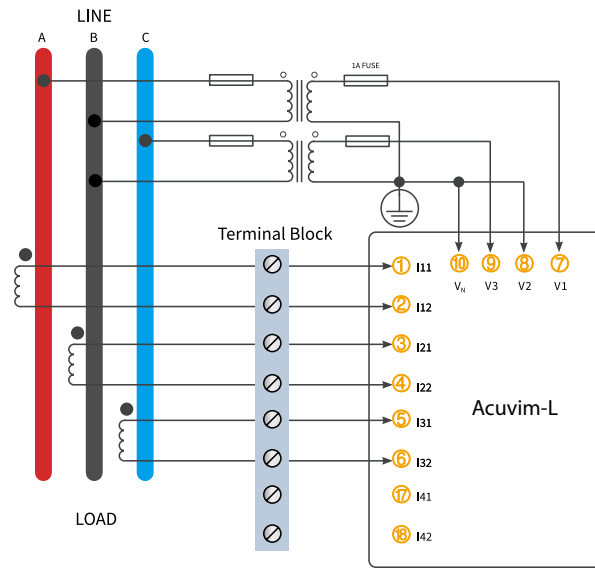 LINE
A B C
1A FUSE
Terminal Block
10 9 8 7
VN V3 V2 V1
1 I11
2 I12
3 I21
4 I22
5 I31
6 I32
17 I41
18 I42
Acuvim-L
LOAD